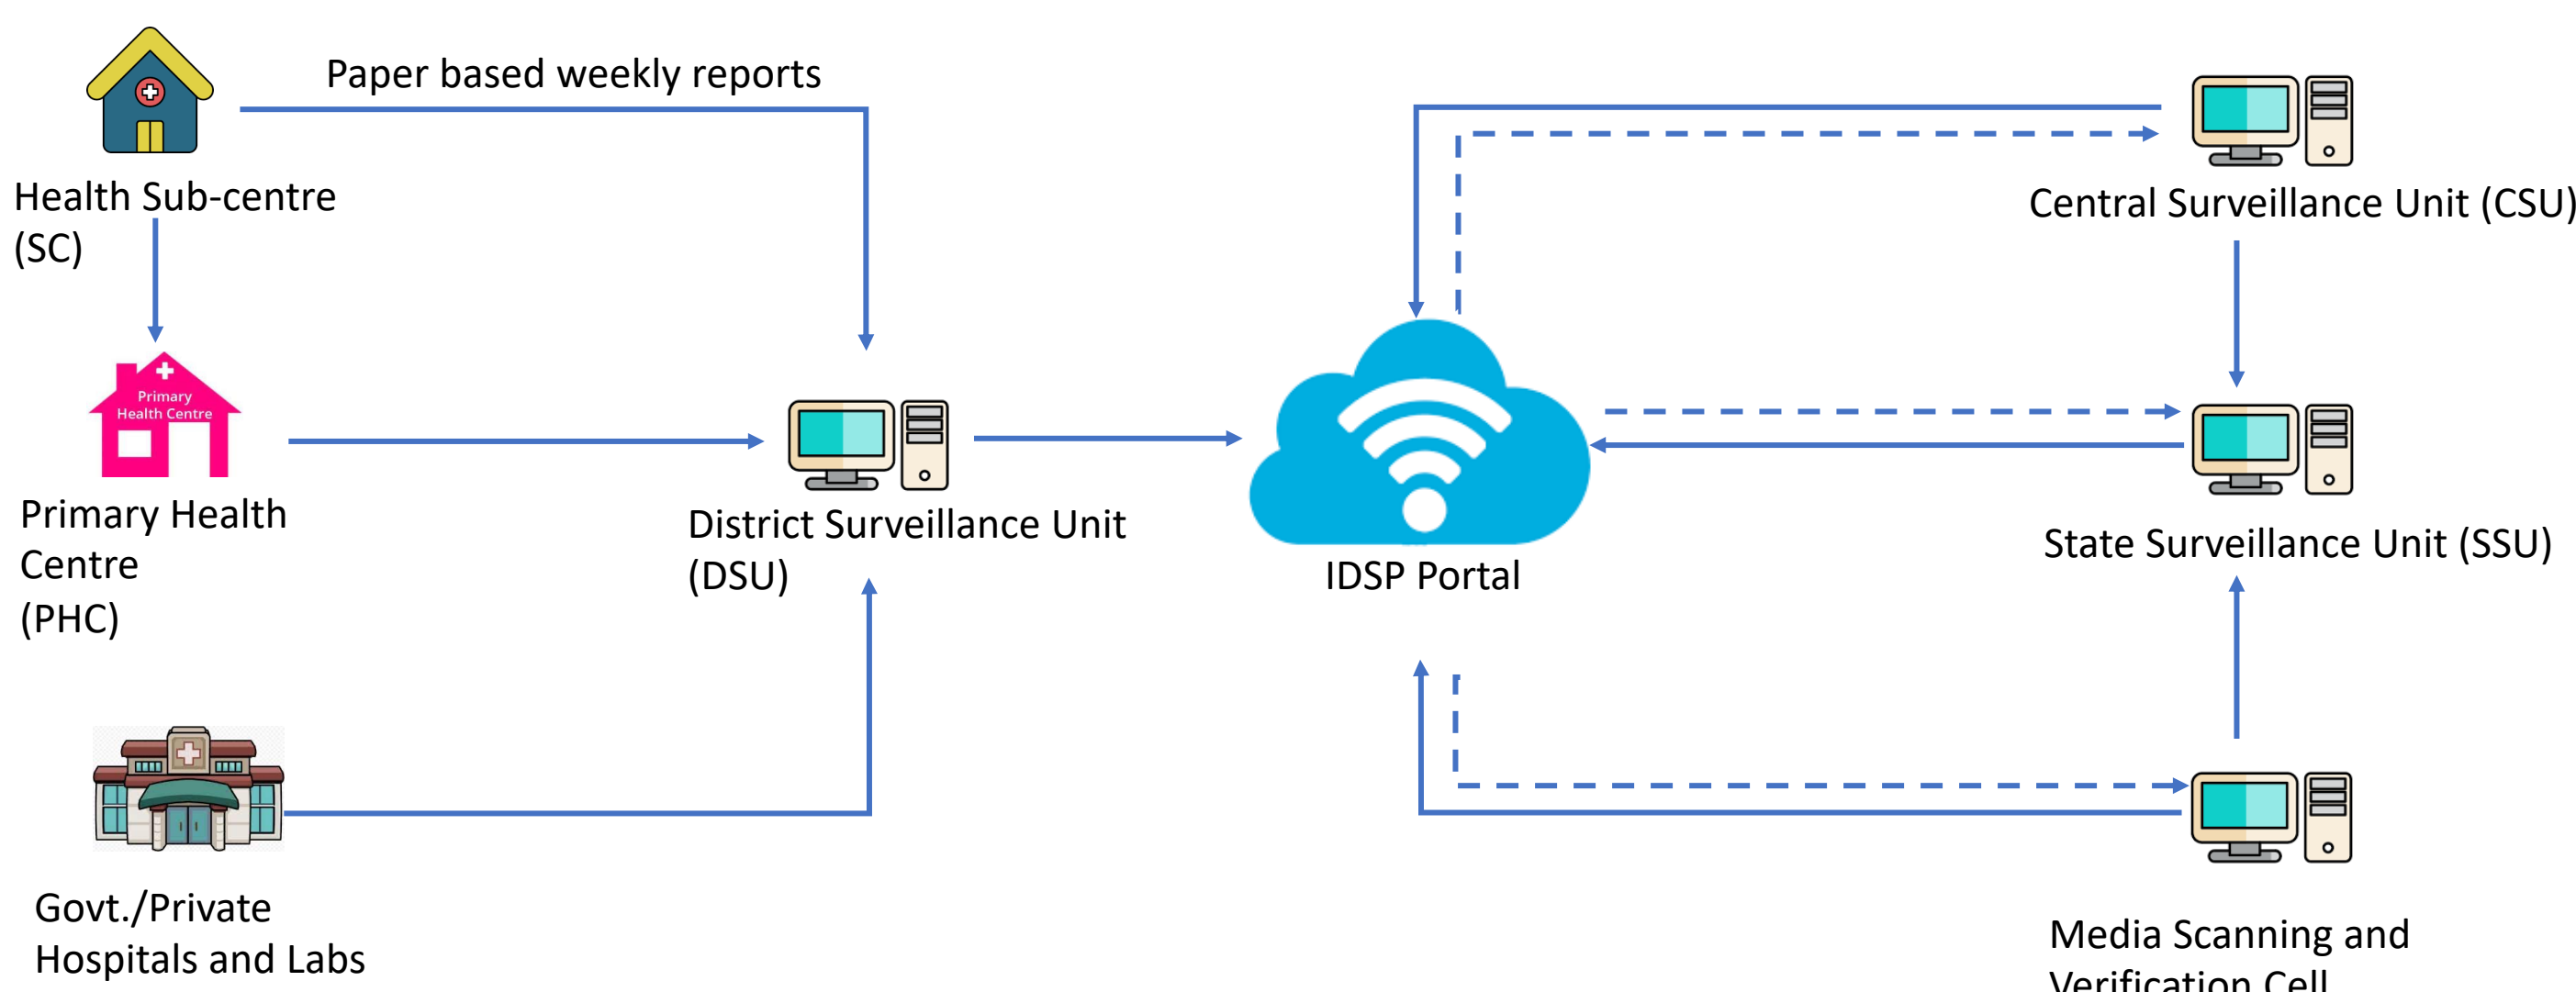 Paper based weekly reports
Health Sub-centre
(SC)
Central Surveillance Unit (CSU)
Primary
Health Centre
Primary Health
Centre
(PHC)
District Surveillance Unit
(DSU)
IDSP Portal
State Surveillance Unit (SSU)
Govt./Private
Hospitals and Labs
Media Scanning and
Verification Cell